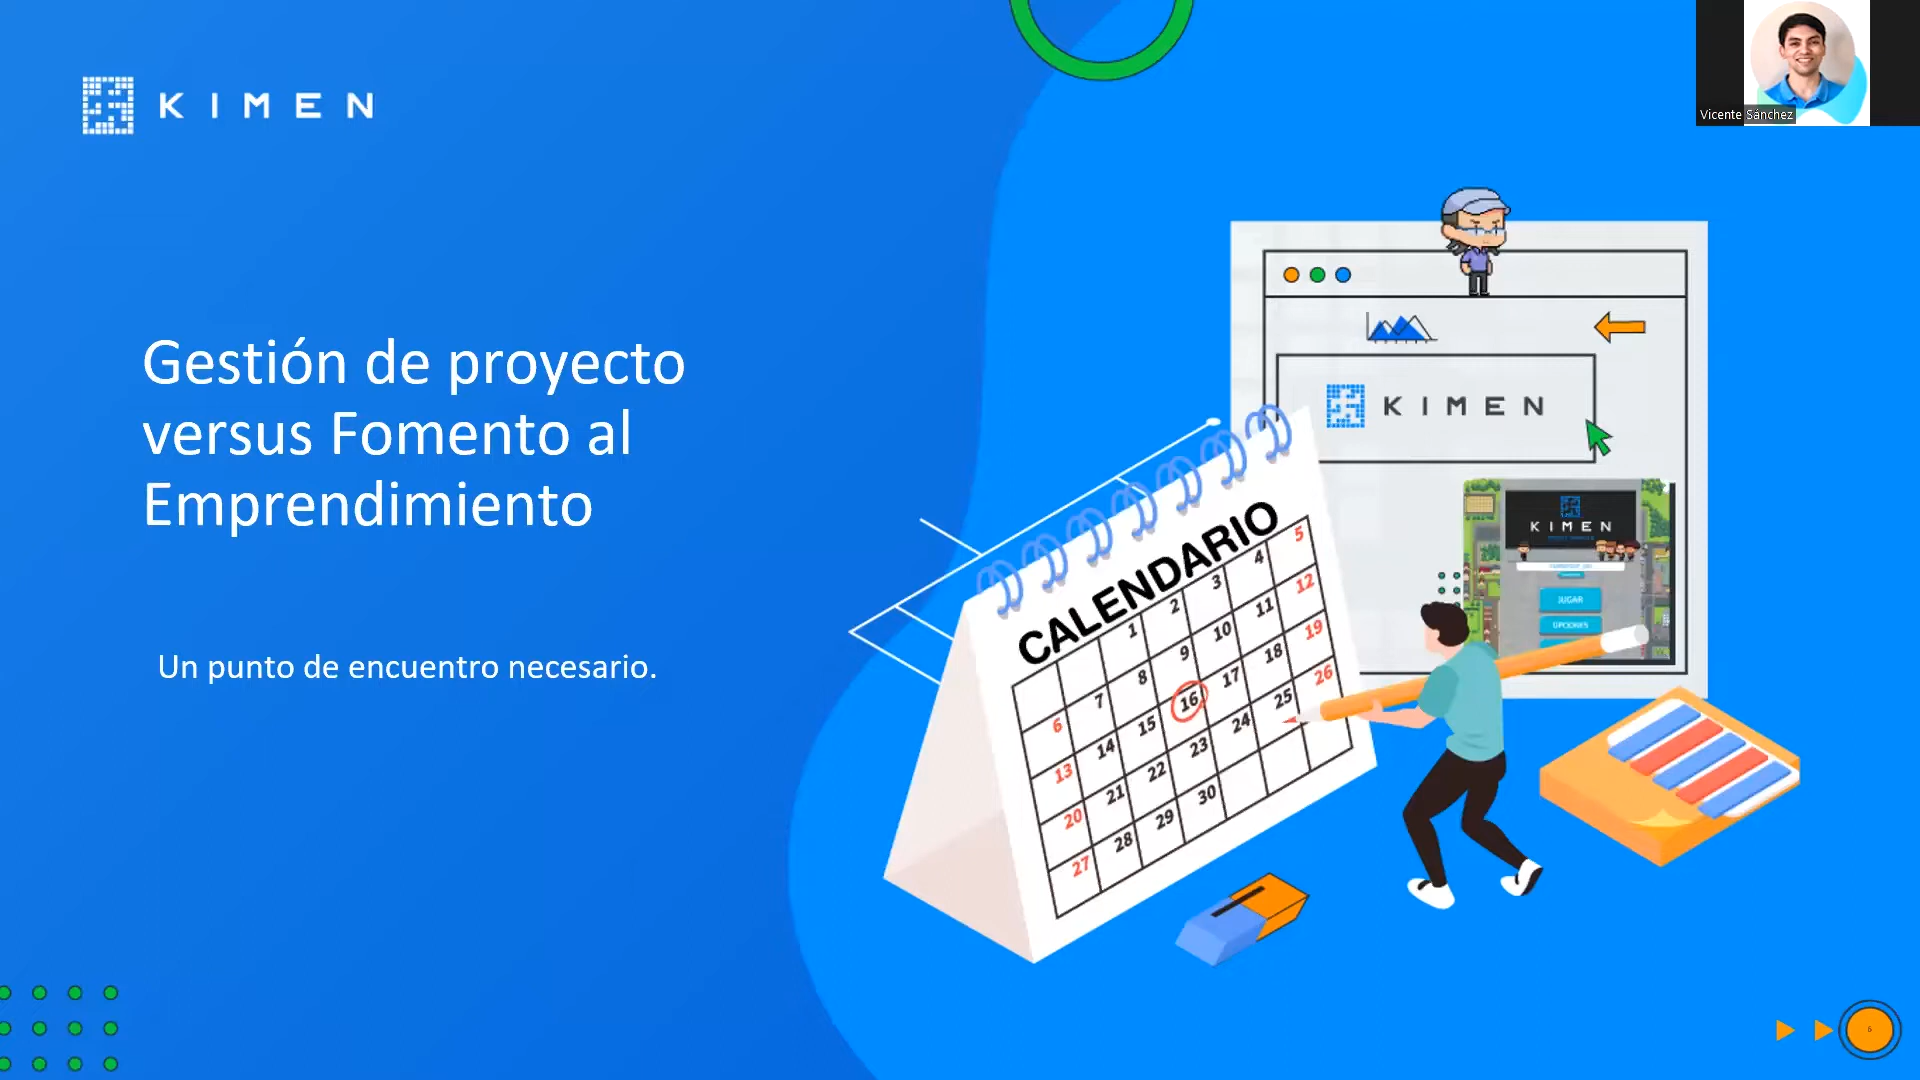 KIMEN
Vicente Sánchez
Gestión de proyecto
versus Fomento al
Emprendimiento
Un punto de encuentro necesario.
KIMEN
KIMEN
JUGAR
OPCIONES
CALENDARIO
1 2 3 4 5
6 7 8 9 10 11 12
13 14 15 16 17 18 19
20 21 22 23 24 25 26
27 28 29 30
6